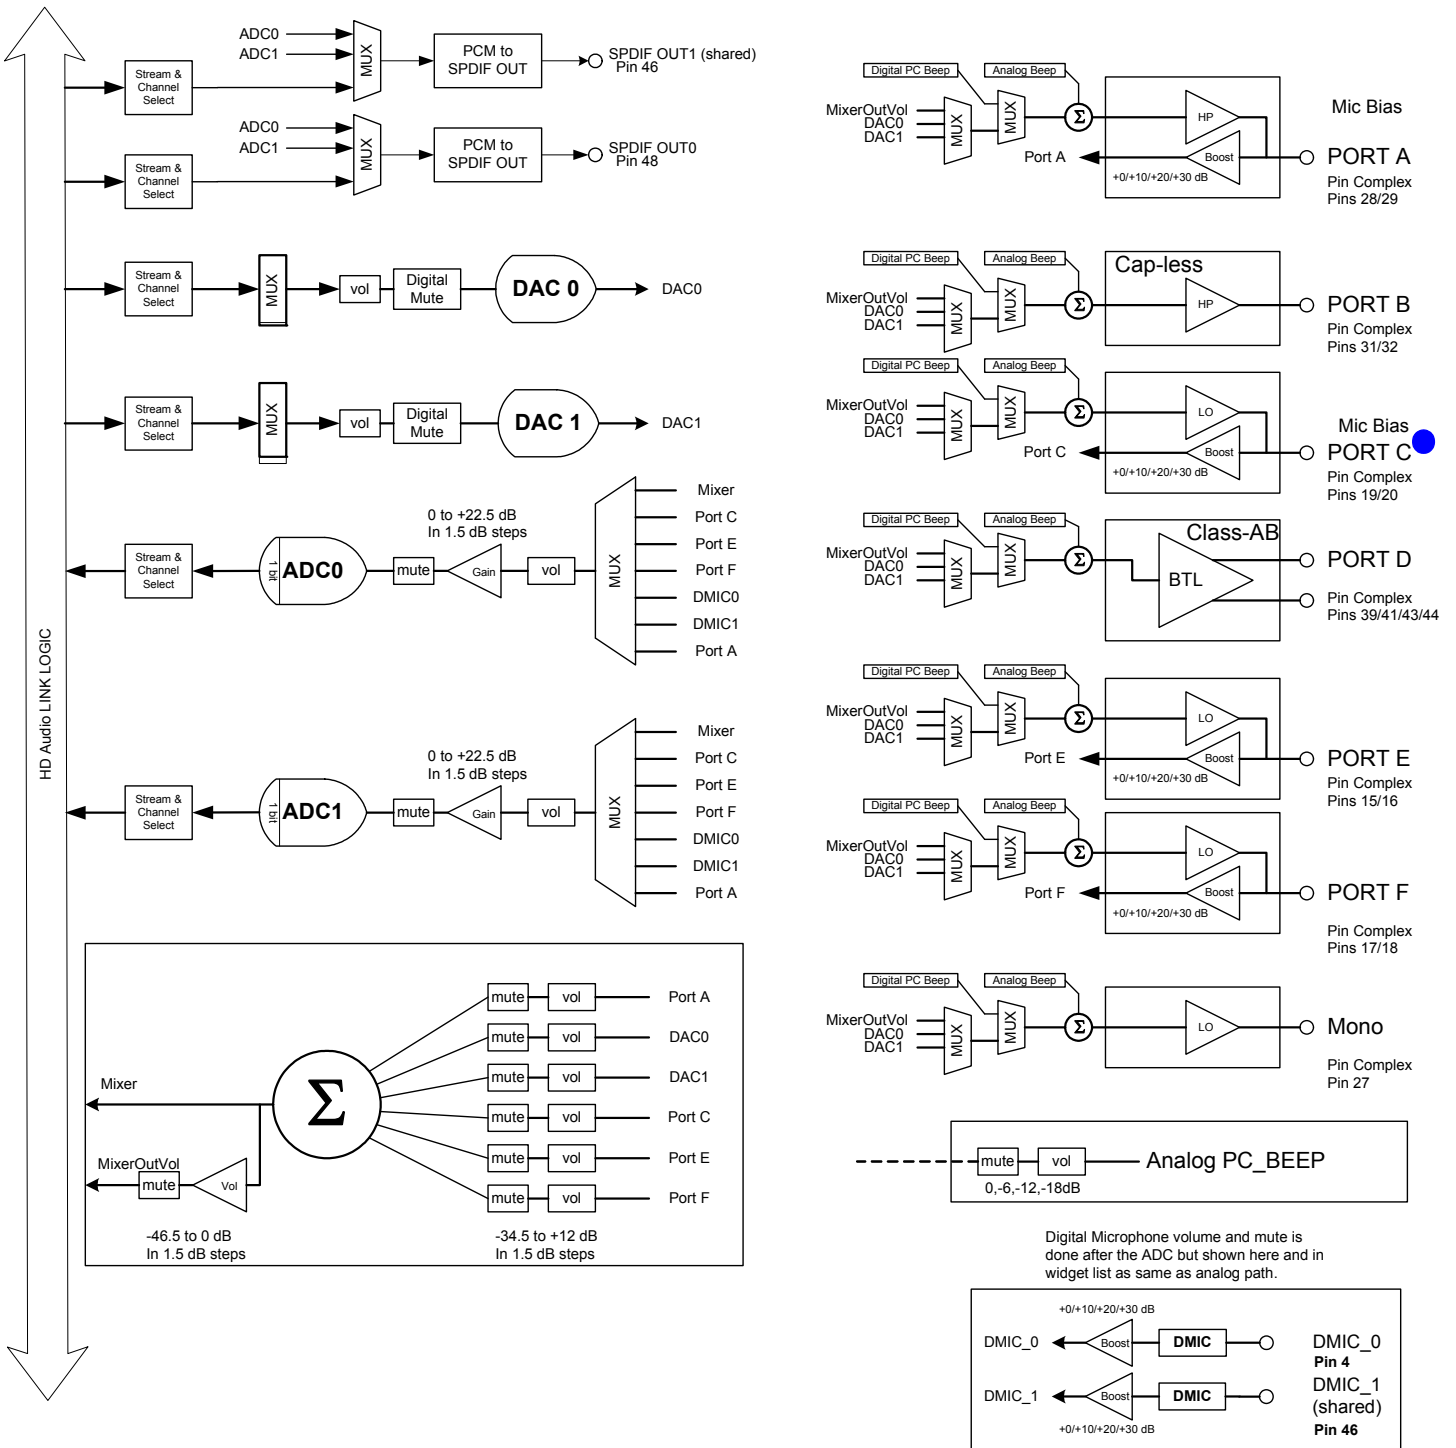 HD Audio LINK LOGIC
ADC0
ADC1
Stream &
Channel
Select
MUX
PCM to
SPDIF OUT
SPDIF OUT1 (shared)
Pin 46
ADC0
ADC1
Stream &
Channel
Select
MUX
PCM to
SPDIF OUT
SPDIF OUT0
Pin 48
Stream &
Channel
Select
MUX
vol
Digital
Mute
DAC 0
DAC0
Stream &
Channel
Select
MUX
vol
Digital
Mute
DAC 1
DAC1
Stream &
Channel
Select
1 bit
ADC0
mute
0 to +22.5 dB
In 1.5 dB steps
Gain
vol
MUX
Mixer
Port C
Port E
Port F
DMIC0
DMIC1
Port A
Stream &
Channel
Select
1 bit
ADC1
mute
0 to +22.5 dB
In 1.5 dB steps
Gain
vol
MUX
Mixer
Port C
Port E
Port F
DMIC0
DMIC1
Port A
Mixer
MixerOutVol
mute
Vol
-46.5 to 0 dB
In 1.5 dB steps
Σ
mute vol Port A
mute vol DAC0
mute vol DAC1
mute vol Port C
mute vol Port E
mute vol Port F
-34.5 to +12 dB
In 1.5 dB steps
Digital PC Beep
Analog Beep
MixerOutVol
DAC0
DAC1
MUX
MUX
Σ
HP
Port A
Boost
+0/+10/+20/+30 dB
Mic Bias
PORT A
Pin Complex
Pins 28/29
Digital PC Beep
Analog Beep
MixerOutVol
DAC0
DAC1
MUX
MUX
Σ
Cap-less
HP
PORT B
Pin Complex
Pins 31/32
Digital PC Beep
Analog Beep
MixerOutVol
DAC0
DAC1
MUX
MUX
Σ
LO
Port C
Boost
+0/+10/+20/+30 dB
Mic Bias
PORT C
Pin Complex
Pins 19/20
Digital PC Beep
Analog Beep
MixerOutVol
DAC0
DAC1
MUX
MUX
Σ
Class-AB
BTL
PORT D
Pin Complex
Pins 39/41/43/44
Digital PC Beep
Analog Beep
MixerOutVol
DAC0
DAC1
MUX
MUX
Σ
LO
Port E
Boost
+0/+10/+20/+30 dB
PORT E
Pin Complex
Pins 15/16
Digital PC Beep
Analog Beep
MixerOutVol
DAC0
DAC1
MUX
MUX
Σ
LO
Port F
Boost
+0/+10/+20/+30 dB
PORT F
Pin Complex
Pins 17/18
Digital PC Beep
Analog Beep
MixerOutVol
DAC0
DAC1
MUX
MUX
Σ
LO
Mono
Pin Complex
Pin 27
mute vol Analog PC_BEEP
0,-6,-12,-18dB
Digital Microphone volume and mute is
done after the ADC but shown here and in
widget list as same as analog path.
+0/+10/+20/+30 dB
DMIC_0 Boost DMIC DMIC_0
Pin 4
DMIC_1 Boost DMIC DMIC_1
(shared)
+0/+10/+20/+30 dB
Pin 46